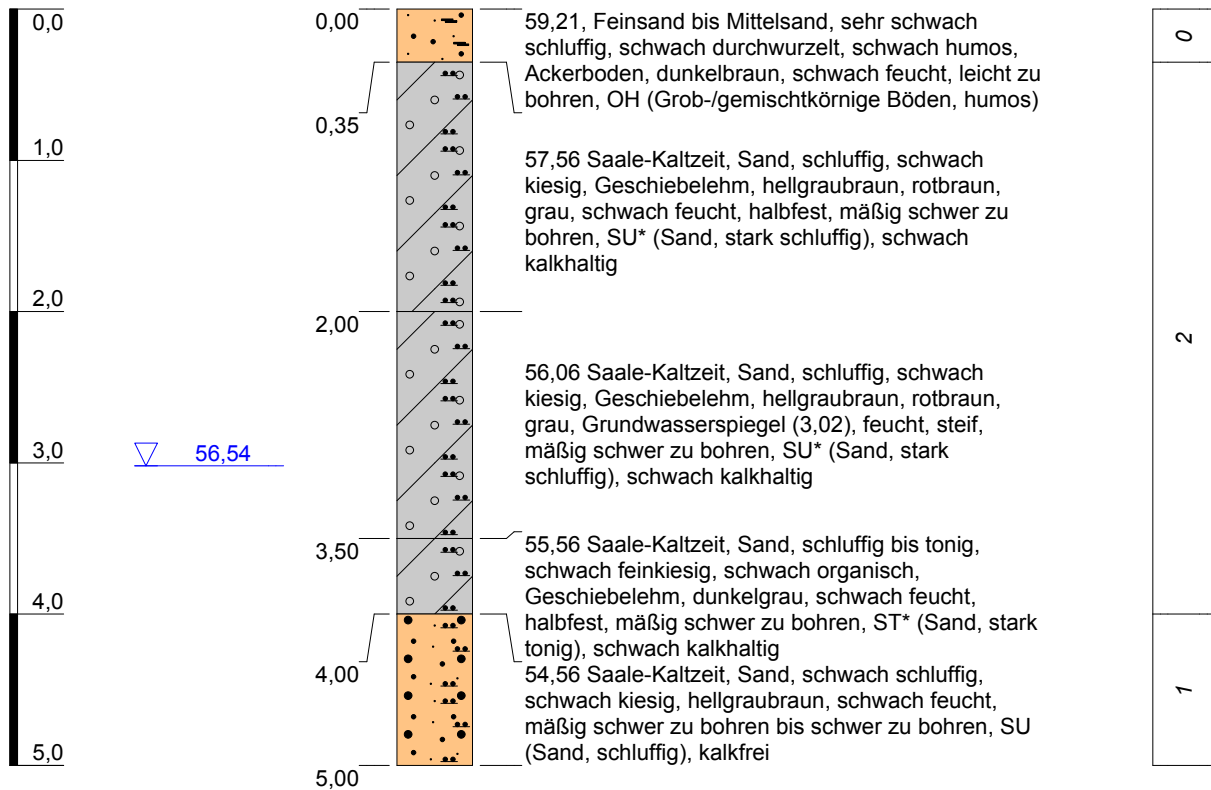 0,0
1,0
2,0
3,0
4,0
5,0
56,54
0,00
0,35
2,00
3,50
4,00
5,00
59,21, Feinsand bis Mittelsand, sehr schwach
schluffig, schwach durchwurzelt, schwach humos,
Ackerboden, dunkelbraun, schwach feucht, leicht zu
bohren, OH (Grob-/gemischtkörnige Böden, humos)
57,56 Saale-Kaltzeit, Sand, schluffig, schwach
kiesig, Geschiebelehm, hellgraubraun, rotbraun,
grau, schwach feucht, halbfest, mäßig schwer zu
bohren, SU* (Sand, stark schluffig), schwach
kalkhaltig
56,06 Saale-Kaltzeit, Sand, schluffig, schwach
kiesig, Geschiebelehm, hellgraubraun, rotbraun,
grau, Grundwasserspiegel (3,02), feucht, steif,
mäßig schwer zu bohren, SU* (Sand, stark
schluffig), schwach kalkhaltig
55,56 Saale-Kaltzeit, Sand, schluffig bis tonig,
schwach feinkiesig, schwach organisch,
Geschiebelehm, dunkelgrau, schwach feucht,
halbfest, mäßig schwer zu bohren, ST* (Sand, stark
tonig), schwach kalkhaltig
54,56 Saale-Kaltzeit, Sand, schwach schluffig,
schwach kiesig, hellgraubraun, schwach feucht,
mäßig schwer zu bohren bis schwer zu bohren, SU
(Sand, schluffig), kalkfrei
0
2
1